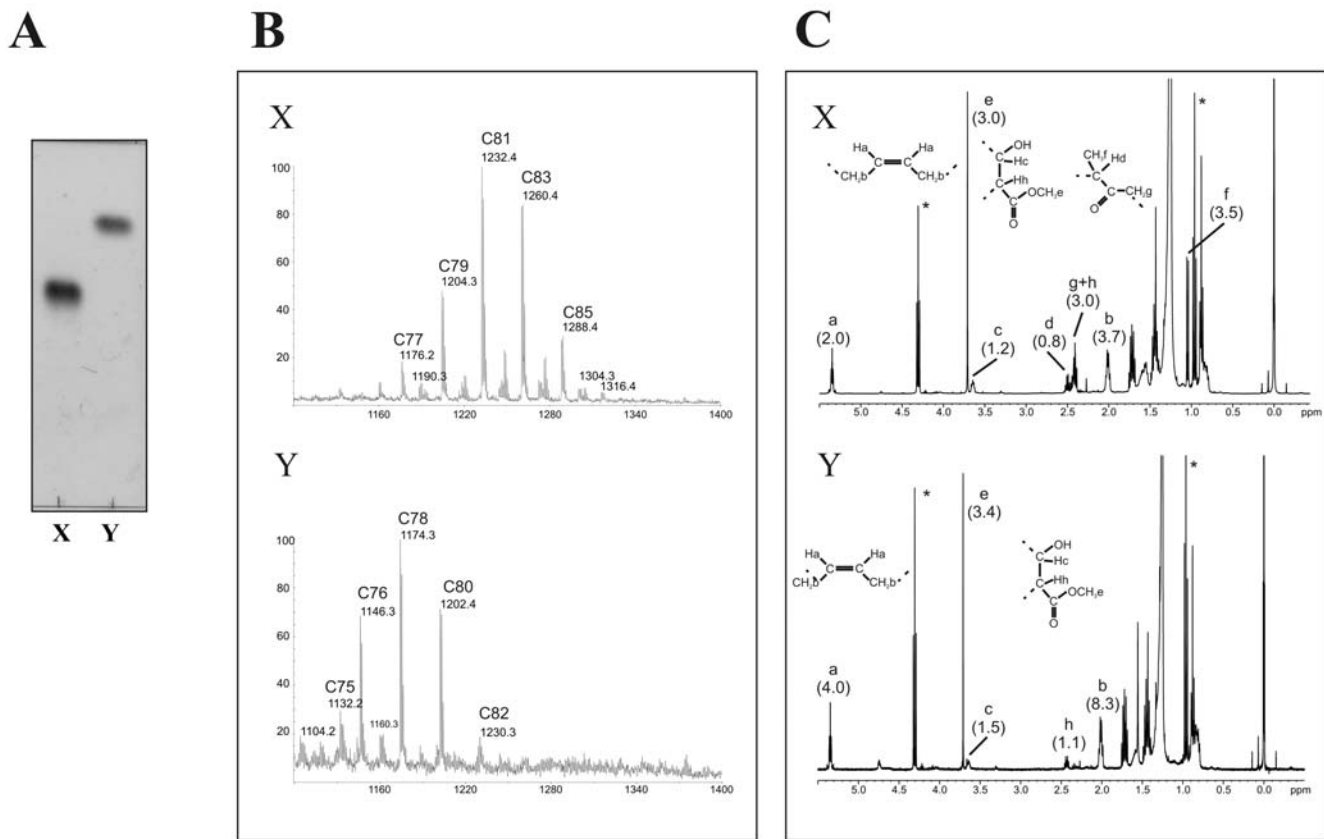 A
B
C
X
Y
X
C81
1232.4
C83
1260.4
C79
1204.3
C85
1288.4
C77
1176.2
1190.3
1304.3
1316.4
100
80
60
40
20
1160
1220
1280
1340
1400
Y
C78
1174.3
C80
1202.4
C76
1146.3
C75
1132.2
1104.2
1160.3
C82
1230.3
100
80
60
40
20
1160
1220
1280
1340
1400
X
e
(3.0)
*
*
Ha
Ha
C
C
CH₂b
CH₂b
OH
C
Hc
Hh
C
OCH₃e
C
O
CH₃f
Hd
C
C
CH₂g
O
f
(3.5)
g+h
(3.0)
a
(2.0)
c
(1.2)
d
(0.8)
b
(3.7)
5.0
4.5
4.0
3.5
3.0
2.5
2.0
1.5
1.0
0.5
0.0
ppm
Y
*
e
(3.4)
*
Ha
Ha
C
C
CH₂b
CH₂b
OH
C
Hc
Hh
C
OCH₃e
C
O
a
(4.0)
c
(1.5)
h
(1.1)
b
(8.3)
5.0
4.5
4.0
3.5
3.0
2.5
2.0
1.5
1.0
0.5
0.0
ppm